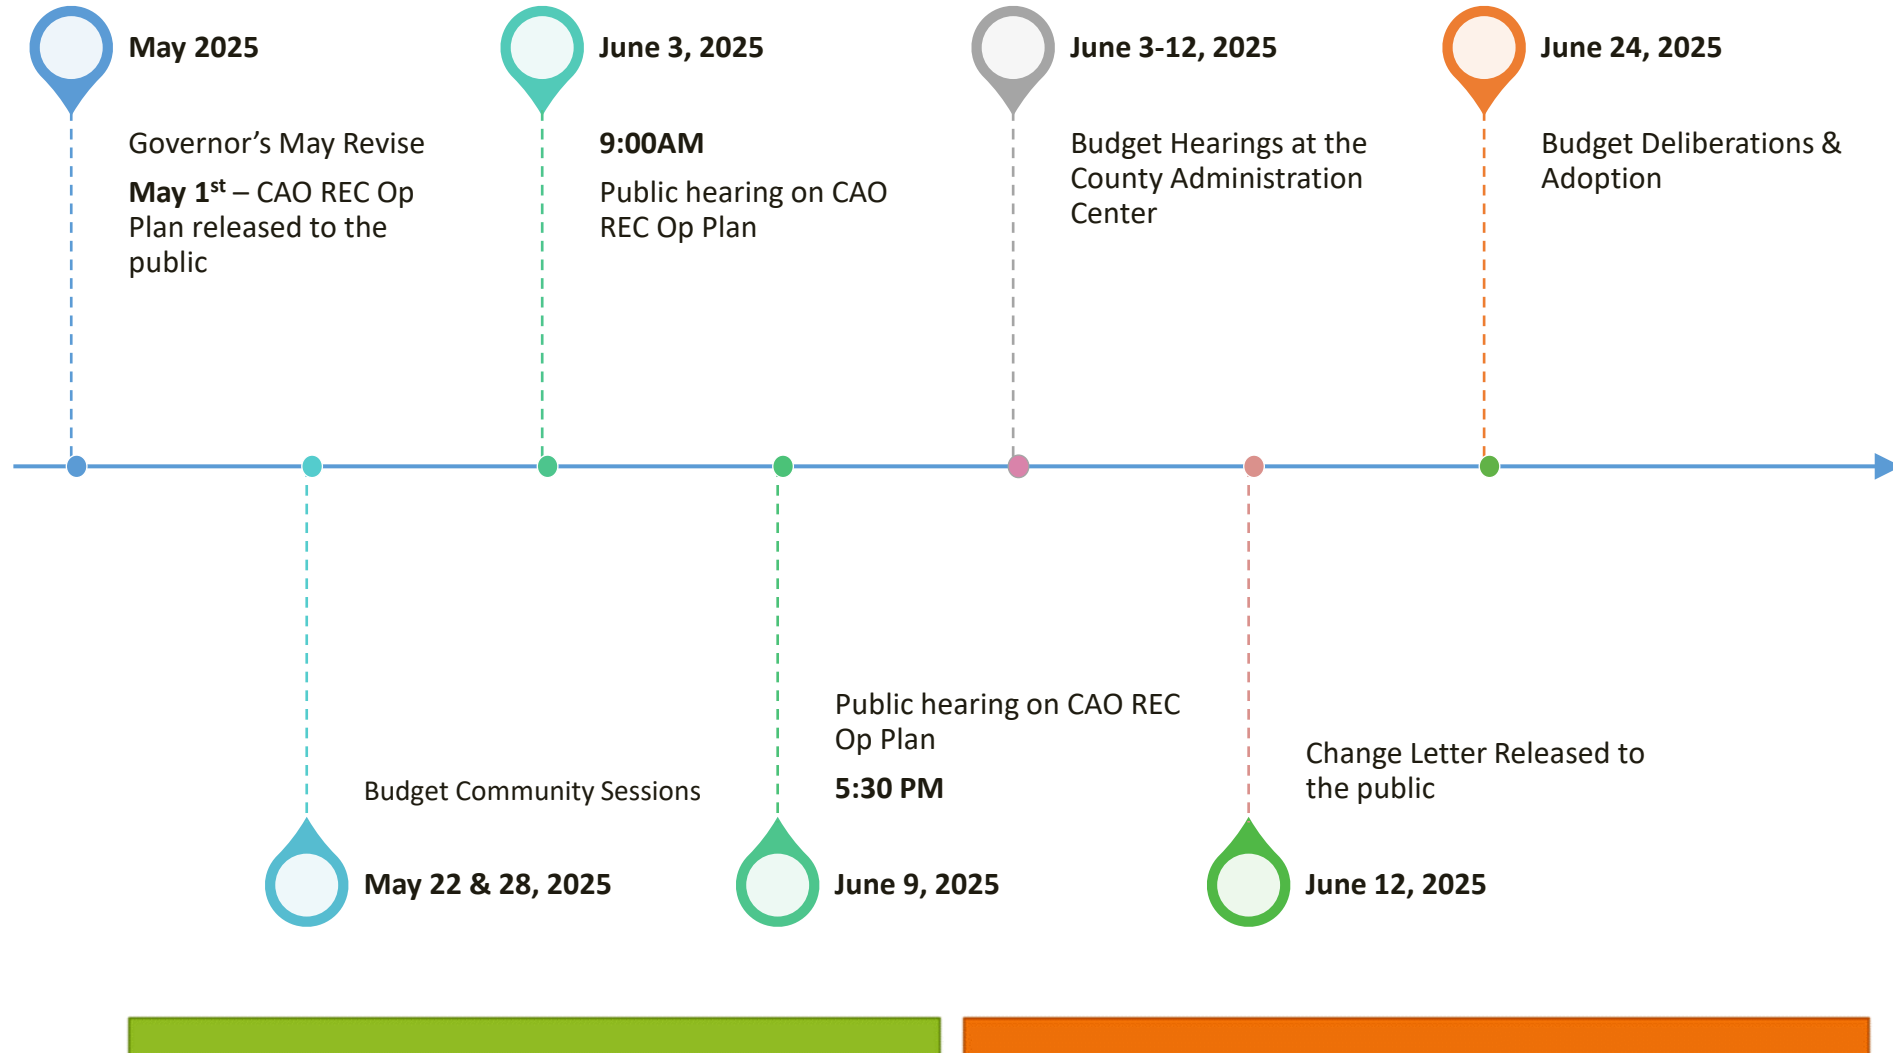 May 2025
Governor’s May Revise
May 1st – CAO REC Op
Plan released to the
public
Budget Community Sessions
May 22 & 28, 2025
June 3, 2025
9:00AM
Public hearing on CAO
REC Op Plan
Public hearing on CAO REC
Op Plan
5:30 PM
June 9, 2025
June 3-12, 2025
Budget Hearings at the
County Administration
Center
Change Letter Released to
the public
June 12, 2025
June 24, 2025
Budget Deliberations &
Adoption